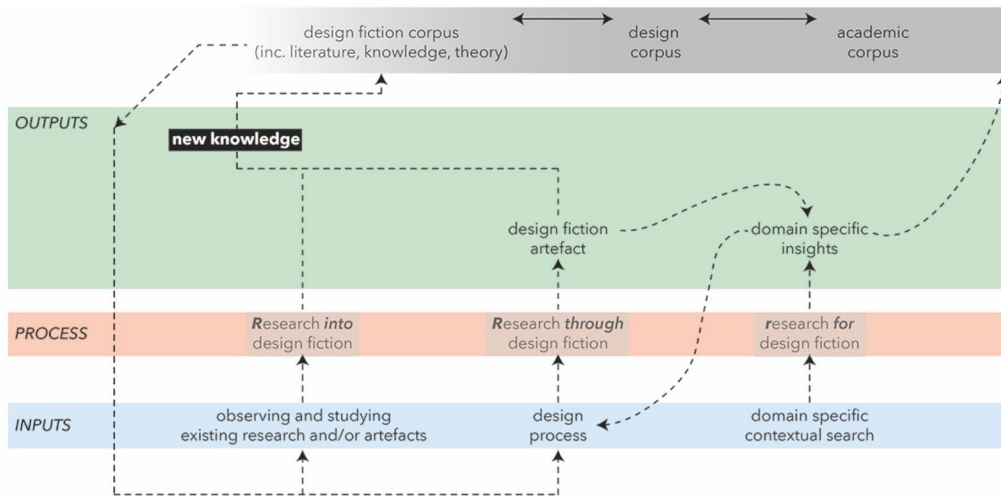 design fiction corpus
(inc. literature, knowledge, theory)
design
corpus
academic
corpus
OUTPUTS
new knowledge
design fiction
artefact
domain specific
insights
PROCESS
Research into
design fiction
Research through
design fiction
research for
design fiction
INPUTS
observing and studying
existing research and/or artefacts
design
process
domain specific
contextual search